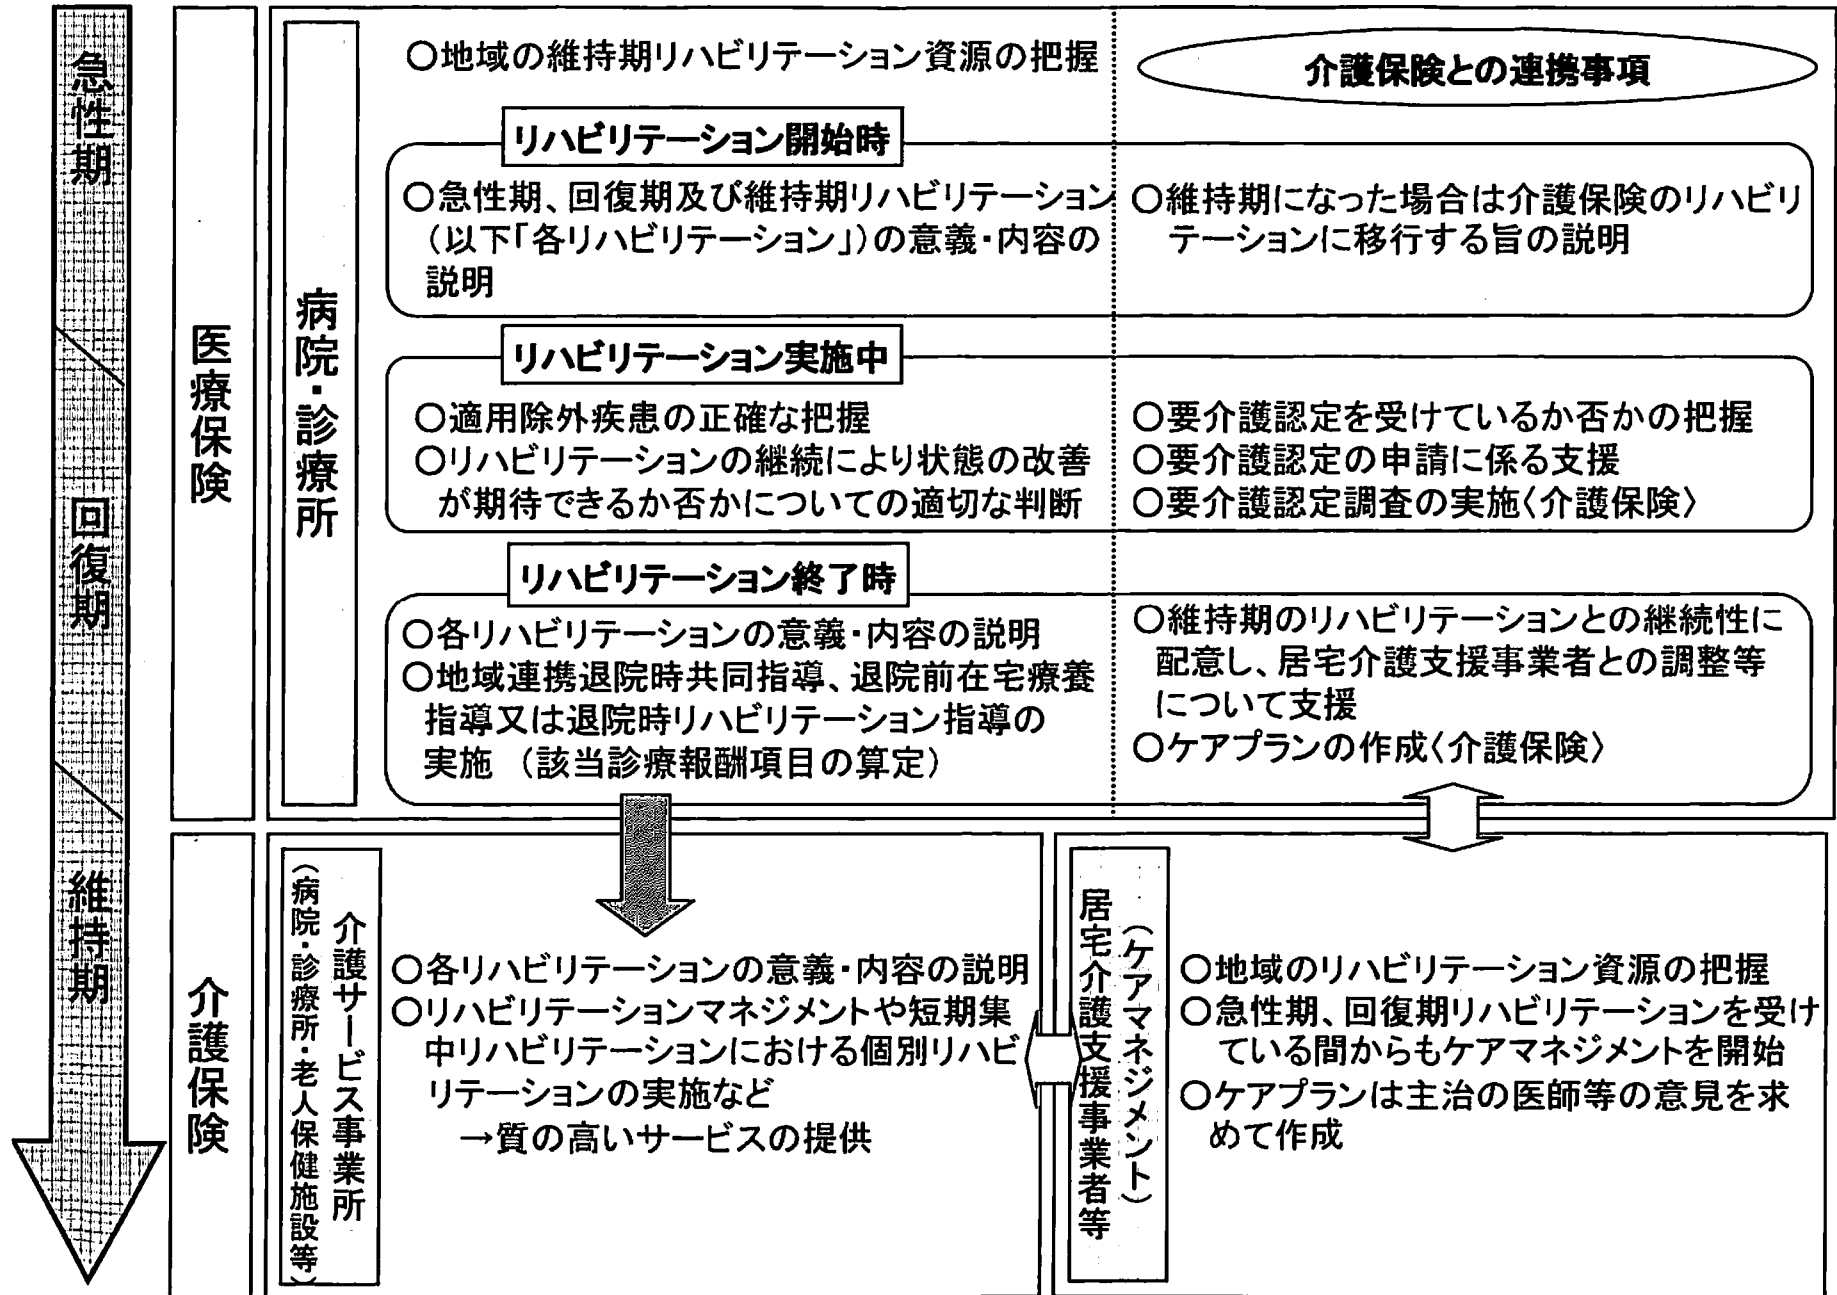 急性期
回復期
維持期
医療保険
病院・診療所
○地域の維持期リハビリテーション資源の把握
介護保険との連携事項
リハビリテーション開始時
○急性期、回復期及び維持期リハビリテーション
(以下「各リハビリテーション」)の意義・内容の
説明
○維持期になった場合は介護保険のリハビリ
テーションに移行する旨の説明
リハビリテーション実施中
○適用除外疾患の正確な把握
○リハビリテーションの継続により状態の改善
が期待できるか否かについての適切な判断
○要介護認定を受けているか否かの把握
○要介護認定の申請に係る支援
○要介護認定調査の実施〈介護保険〉
リハビリテーション終了時
○各リハビリテーションの意義・内容の説明
○地域連携退院時共同指導、退院前在宅療養
指導又は退院時リハビリテーション指導の
実施 (該当診療報酬項目の算定)
○維持期のリハビリテーションとの継続性に
配意し、居宅介護支援事業者との調整等
について支援
○ケアプランの作成〈介護保険〉
介護保険
介護サービス事業所
(病院・診療所・老人保健施設等)
○各リハビリテーションの意義・内容の説明
○リハビリテーションマネジメントや短期集
中リハビリテーションにおける個別リハビ
リテーションの実施など
→質の高いサービスの提供
(ケアマネジメント)
居宅介護支援事業者等
○地域のリハビリテーション資源の把握
○急性期、回復期リハビリテーションを受け
ている間からもケアマネジメントを開始
○ケアプランは主治の医師等の意見を求
めて作成